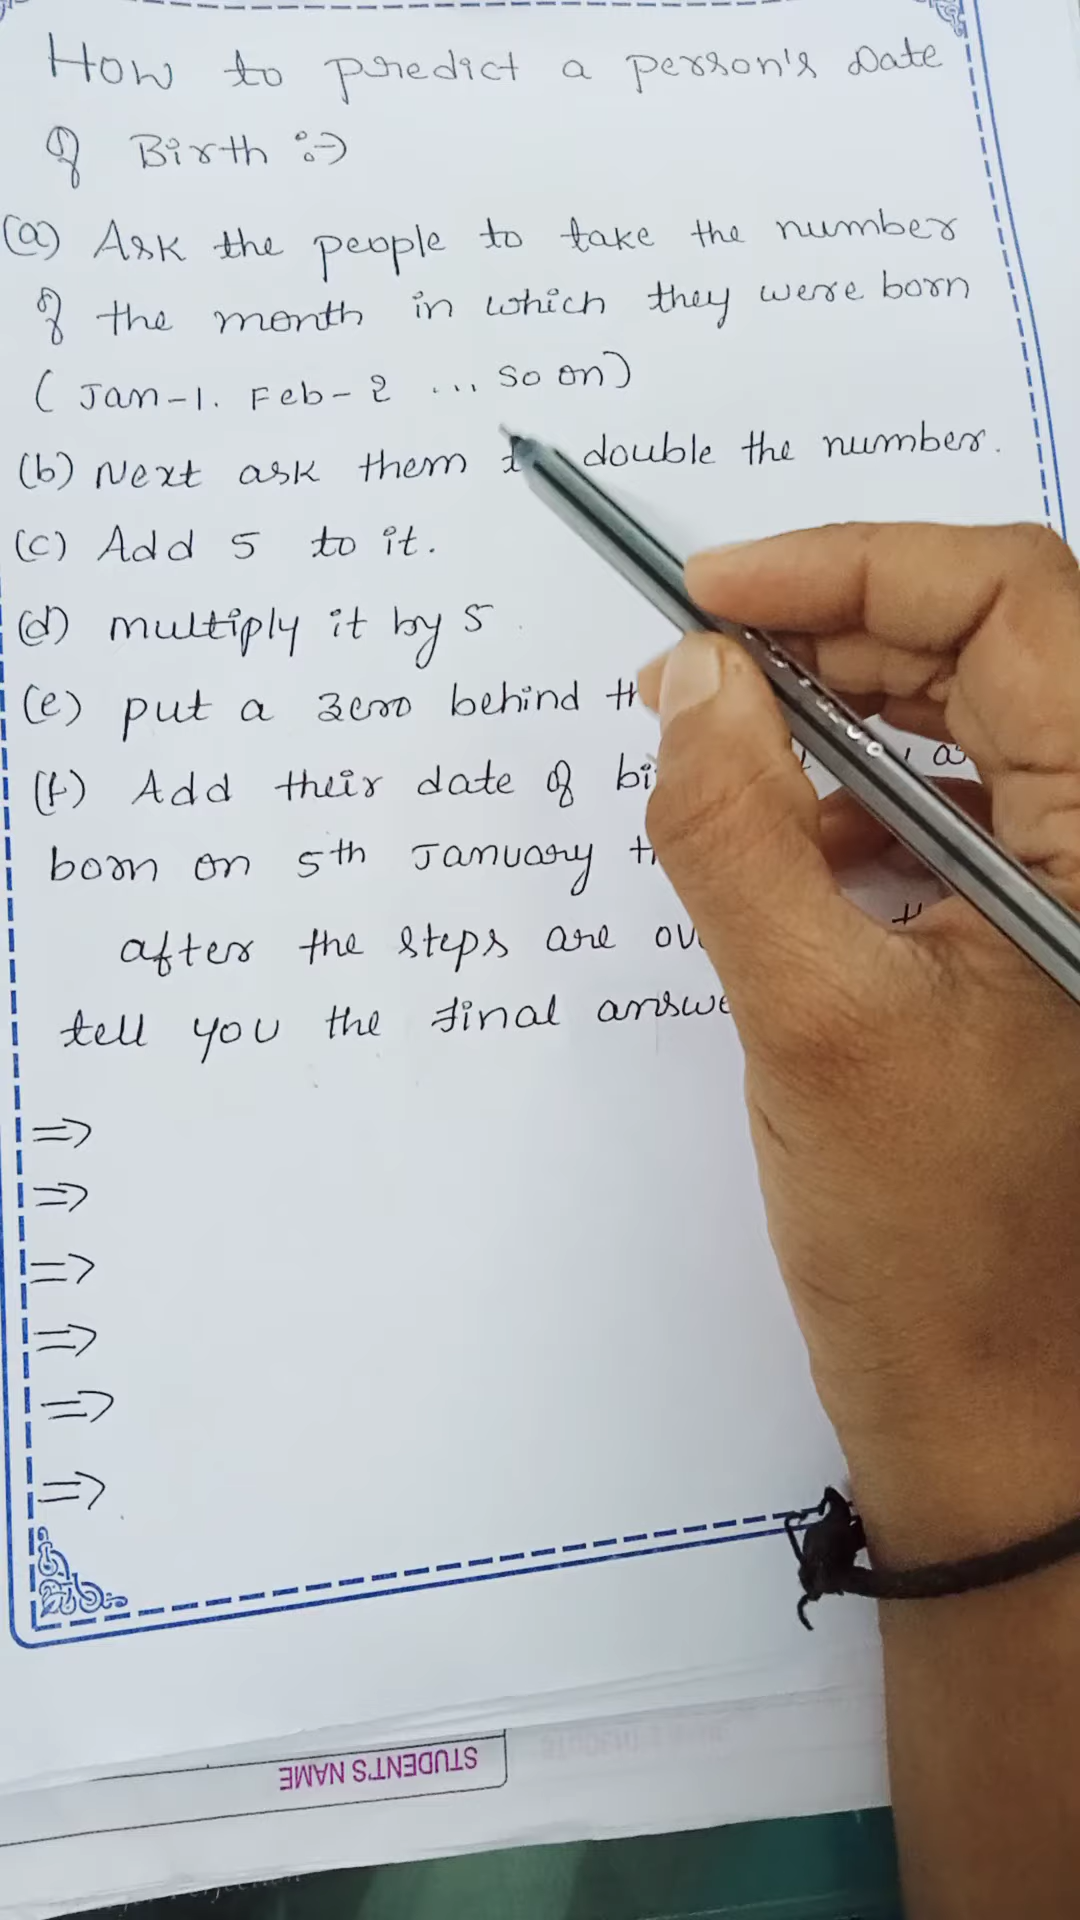 How to predict a person's Date
of Birth :-)
(a) Ask the people to take the number
of the month in which they were born
( Jan-1. Feb-2 ... so on)
(b) Next ask them double the number.
(c) Add 5 to it.
(d) multiply it by 5
(e) put a zero behind
(f) Add their date of
born on 5th January
after the steps are
tell you the final
=>
=>
=>
=>
=>
=>
STUDENT'S NAME